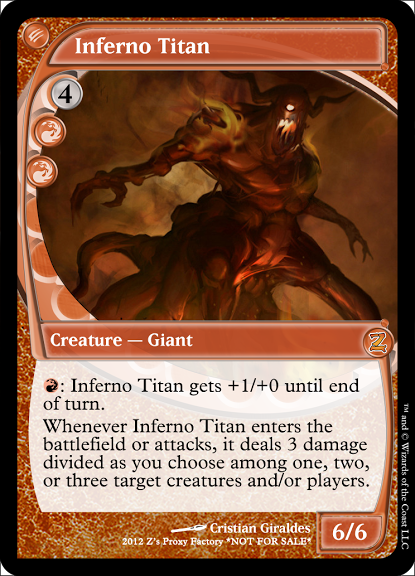 Inferno Titan
4
Creature — Giant
Z
: Inferno Titan gets +1/+0 until end
of turn.
Whenever Inferno Titan enters the
battlefield or attacks, it deals 3 damage
divided as you choose among one, two,
or three target creatures and/or players.
Cristian Giraldes
2012 Z's Proxy Factory *NOT FOR SALE*
6/6
™ and © Wizards of the Coast LLC